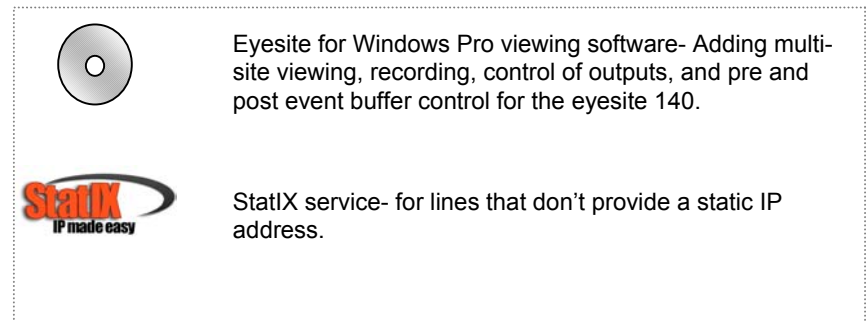 Eyesite for Windows Pro viewing software- Adding multi-
site viewing, recording, control of outputs, and pre and
post event buffer control for the eyesite 140.
StatIX
IP made easy
StatIX service- for lines that don’t provide a static IP
address.